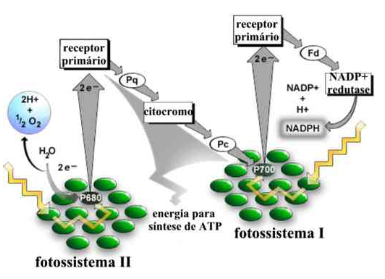 receptor
primário
2e⁻
Pq
citocromo
Pc
2H+
+
½ O₂
H₂O
2e⁻
P680
energia para
síntese de ATP
fotossistema II
receptor
primário
2e⁻
Fd
NADP+
redutase
NADP+
+
H+
NADPH
P700
fotossistema I